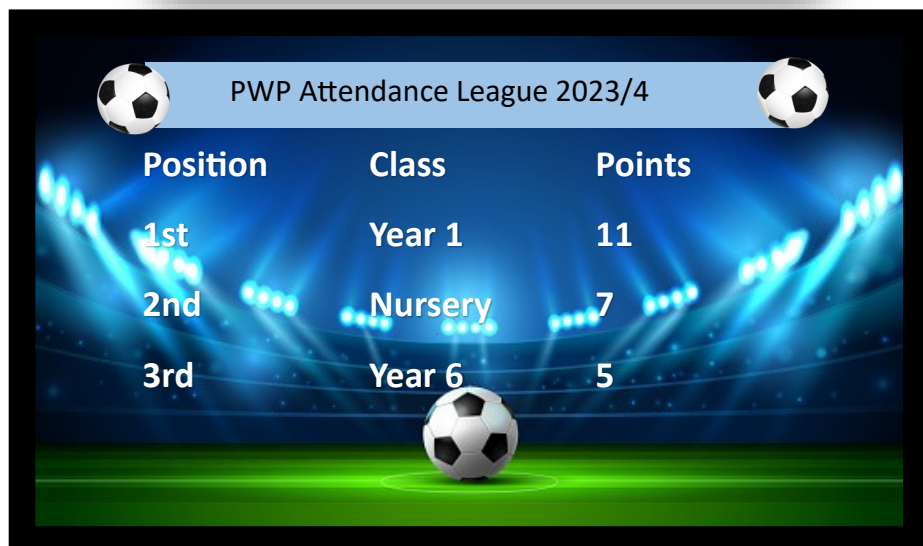 PWP Attendance League 2023/4
Position Class Points
1st Year 1 11
2nd Nursery 7
3rd Year 6 5